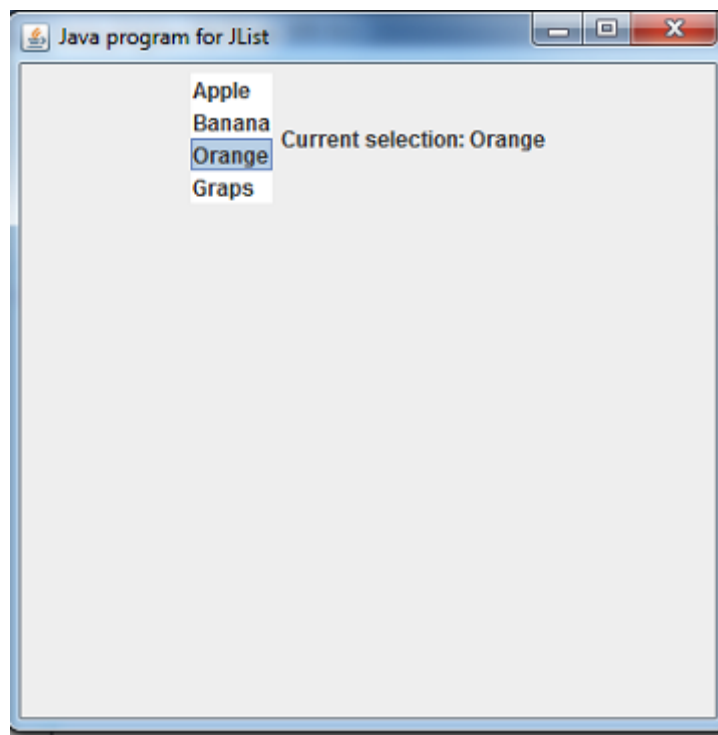 Java program for JList
Apple
Banana
Orange
Graps
Current selection: Orange